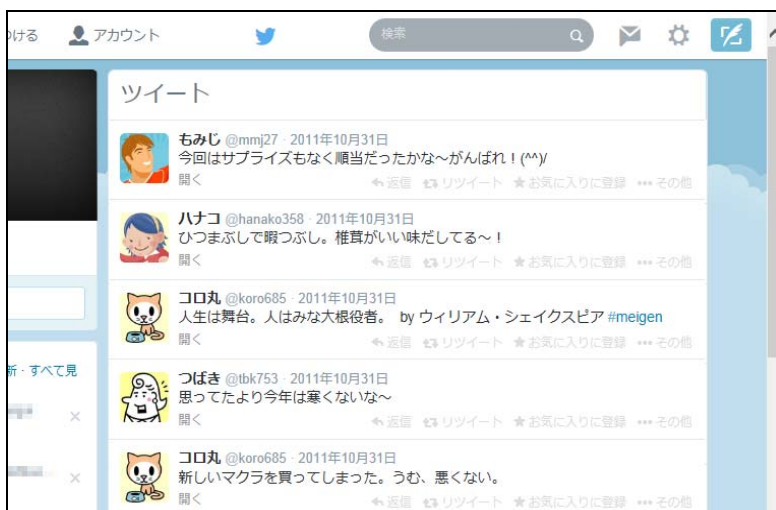 つける
アカウント
検索
ツイート
もみじ @mmj27 · 2011年10月31日
今回はサプライズもなく順当だったかな～がんばれ！(^^)/
開く
返信 リツイート ★お気に入りに登録 ••• その他
ハナコ @hanako358 · 2011年10月31日
ひつまぶしで暇つぶし。椎茸がいい味だしてる～！
開く
返信 リツイート ★お気に入りに登録 ••• その他
コロ丸 @koro685 · 2011年10月31日
人生は舞台。人はみな大根役者。 by ウィリアム・シェイクスピア #meigen
開く
返信 リツイート ★お気に入りに登録 ••• その他
新 · すべて見
つばき @tbk753 · 2011年10月31日
思ってたより今年は寒くないな～
開く
返信 リツイート ★お気に入りに登録 ••• その他
コロ丸 @koro685 · 2011年10月31日
新しいマクラを買ってしまった。うむ、悪くない。
開く
返信 リツイート ★お気に入りに登録 ••• その他